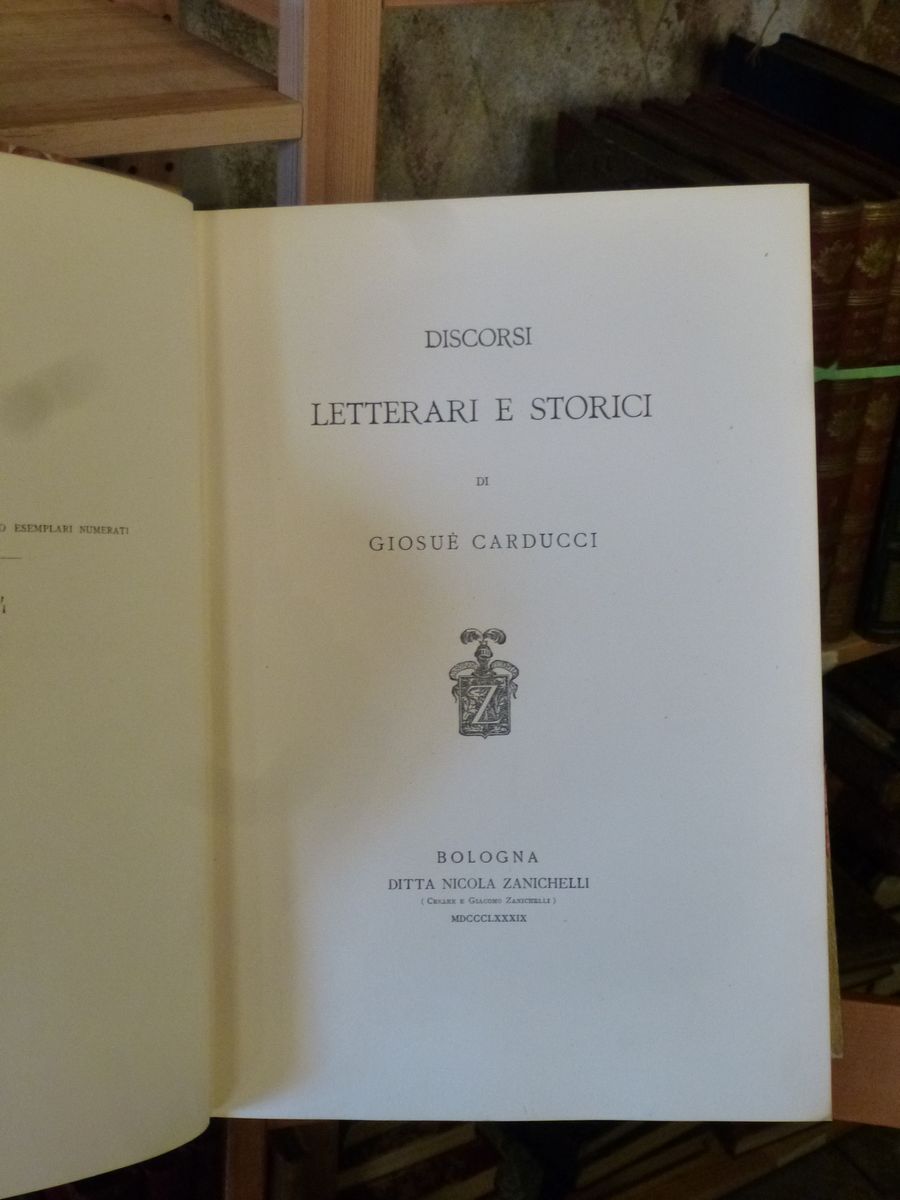 ESEMPLARI NUMERATI
DISCORSI
LETTERARI E STORICI
DI
GIOSUÈ CARDUCCI
Z
BOLOGNA
DITTA NICOLA ZANICHELLI
( CESARE E GIACOMO ZANICHELLI )
MDCCCLXXXIX